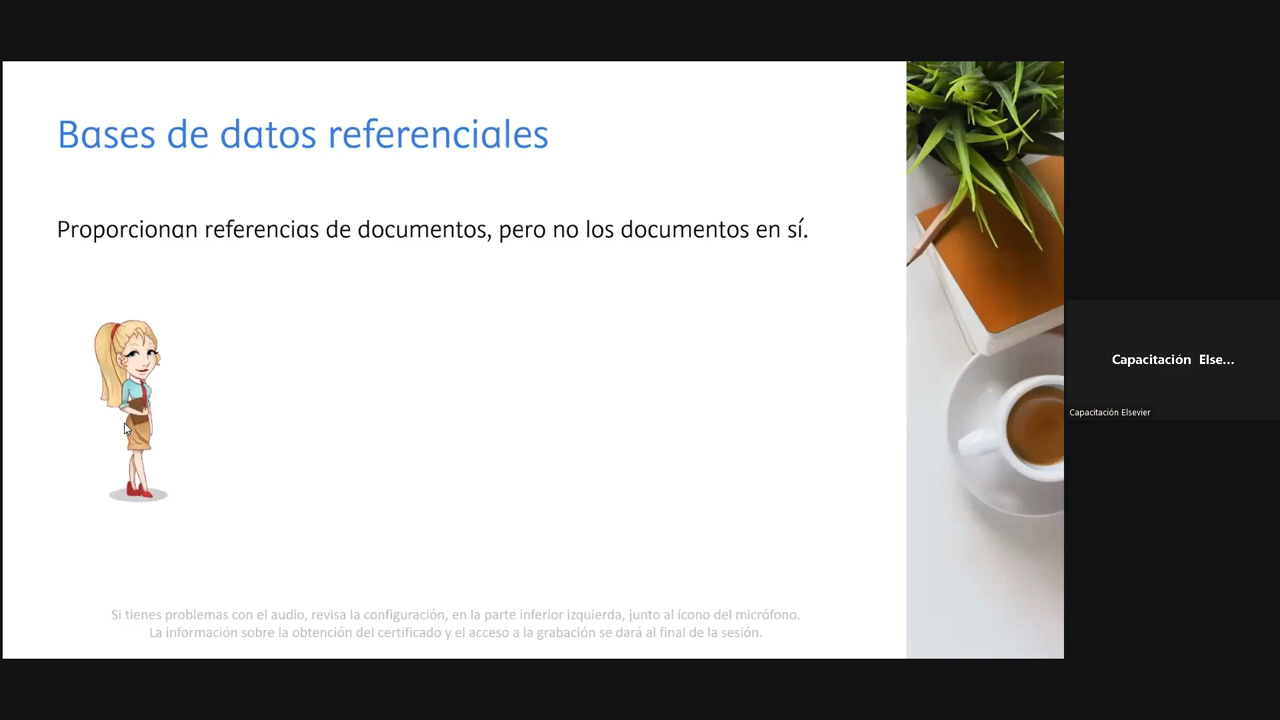 Bases de datos referenciales
Proporcionan referencias de documentos, pero no los documentos en sí.
Capacitación Else...
Capacitación Elsevier
Si tienes problemas con el audio, revisa la configuración, en la parte inferior izquierda, junto al ícono del micrófono.
La información sobre la obtención del certificado y el acceso a la grabación se dará al final de la sesión.